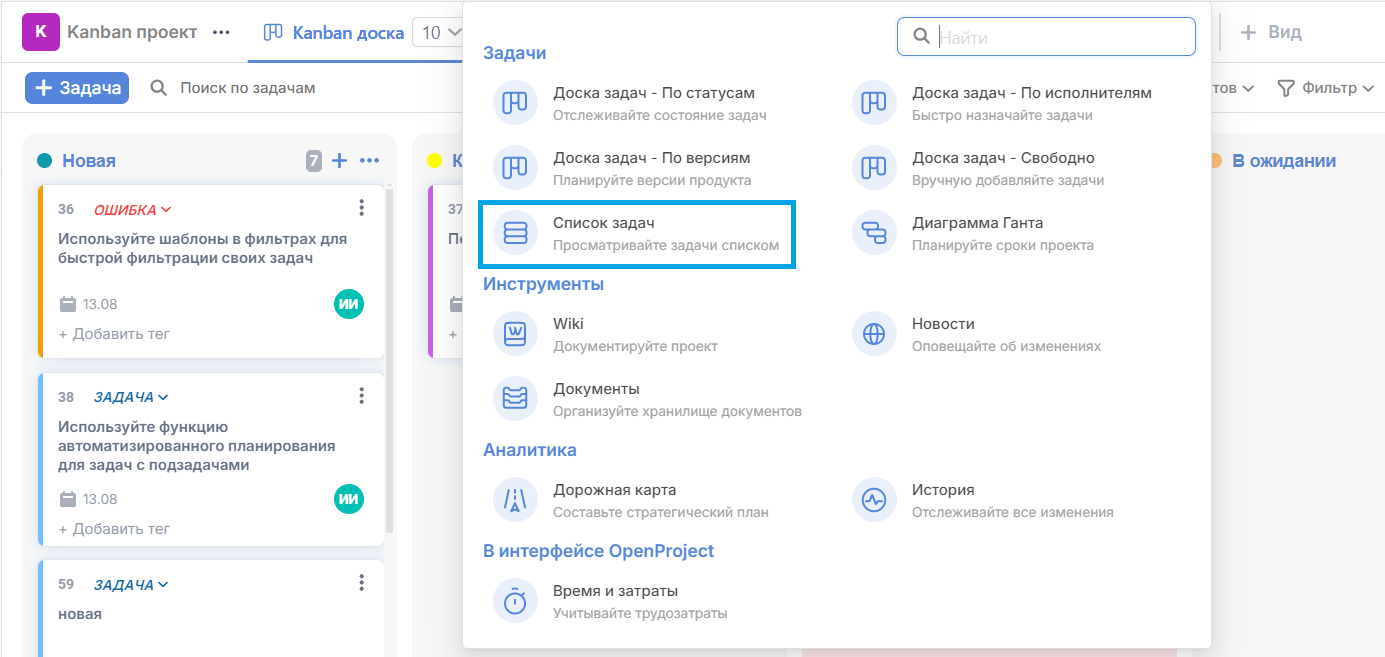 K Kanban проект ... Kanban доска 10
Найти
+ Вид
+ Задача
Поиск по задачам
тов
Фильтр
Новая 7 + ...
36 ОШИБКА
Используйте шаблоны в фильтрах для
быстрой фильтрации своих задач
13.08 ИИ
+ Добавить тег
38 ЗАДАЧА
Используйте функцию
автоматизированного планирования
для задач с подзадачами
13.08 ИИ
+ Добавить тег
59 ЗАДАЧА
новая
К
37
По
+
Задачи
Доска задач - По статусам
Отслеживайте состояние задач
Доска задач - По исполнителям
Быстро назначайте задачи
Доска задач - По версиям
Планируйте версии продукта
Доска задач - Свободно
Вручную добавляйте задачи
Список задач
Просматривайте задачи списком
Диаграмма Ганта
Планируйте сроки проекта
Инструменты
Wiki
Документируйте проект
Новости
Оповещайте об изменениях
Документы
Организуйте хранилище документов
Аналитика
Дорожная карта
Составьте стратегический план
История
Отслеживайте все изменения
В интерфейсе OpenProject
Время и затраты
Учитывайте трудозатраты
В ожидании